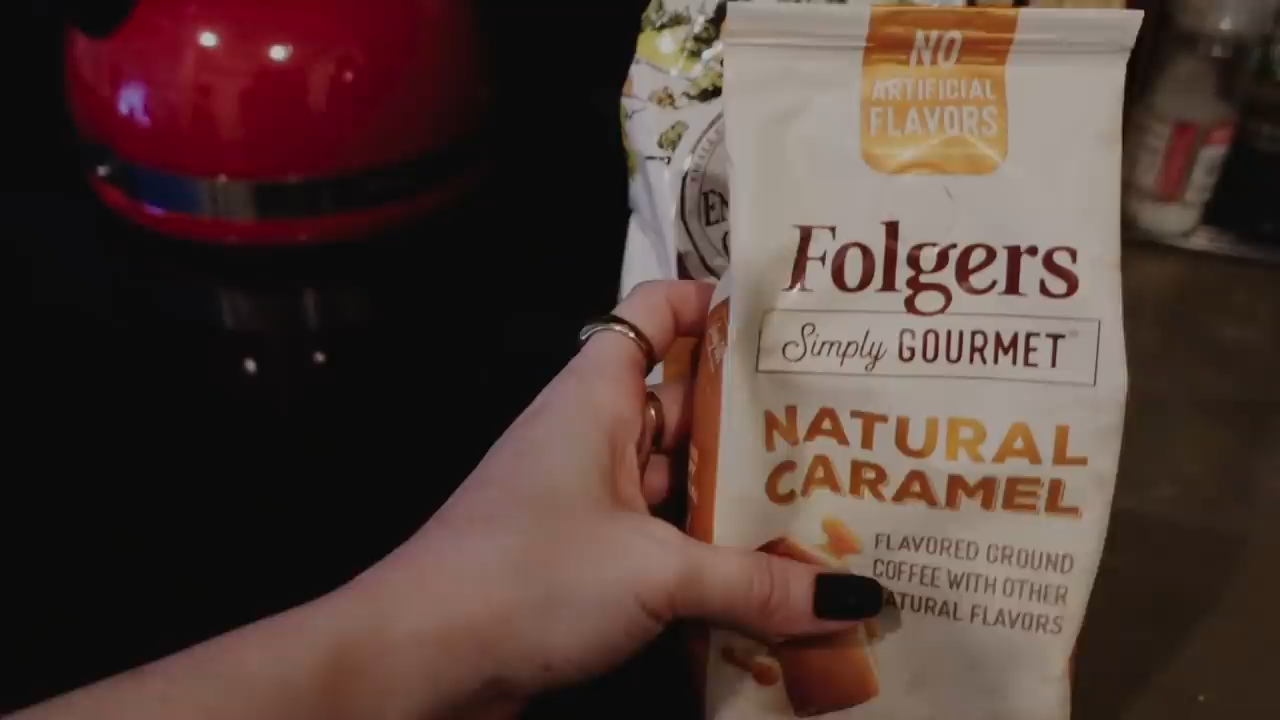 NO
ARTIFICIAL
FLAVORS
Folgers
Simply GOURMET
NATURAL
CARAMEL
FLAVORED GROUND
COFFEE WITH OTHER
NATURAL FLAVORS